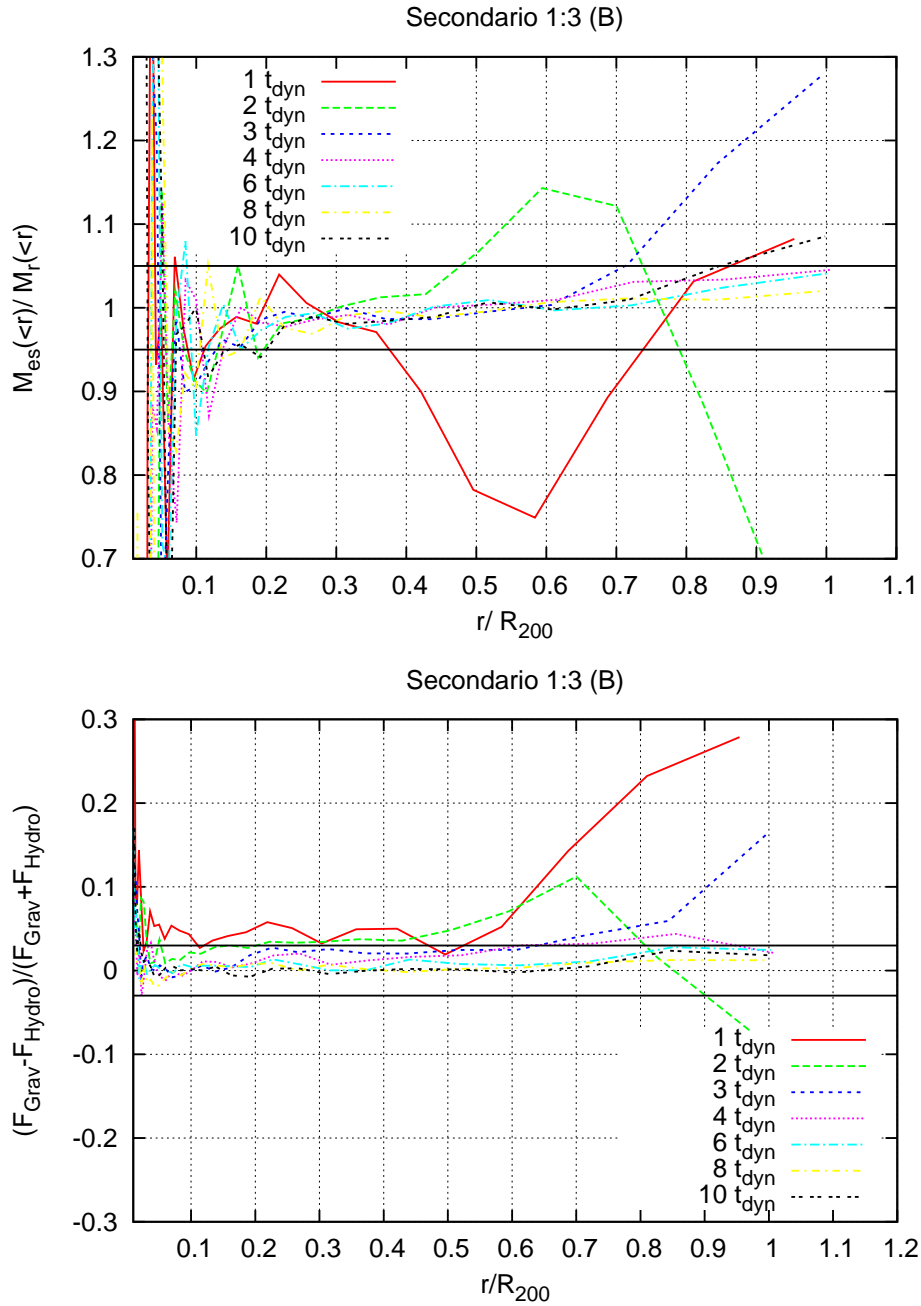 Secondario 1:3 (B)
M_es(<r)/ M_r(<r)
1.3
1.2
1.1
1
0.9
0.8
0.7
1 t_dyn
2 t_dyn
3 t_dyn
4 t_dyn
6 t_dyn
8 t_dyn
10 t_dyn
0.1 0.2 0.3 0.4 0.5 0.6 0.7 0.8 0.9 1 1.1
r/ R_200
Secondario 1:3 (B)
(F_Grav-F_Hydro)/(F_Grav+F_Hydro)
0.3
0.2
0.1
0
-0.1
-0.2
-0.3
1 t_dyn
2 t_dyn
3 t_dyn
4 t_dyn
6 t_dyn
8 t_dyn
10 t_dyn
0.1 0.2 0.3 0.4 0.5 0.6 0.7 0.8 0.9 1 1.1 1.2
r/R_200